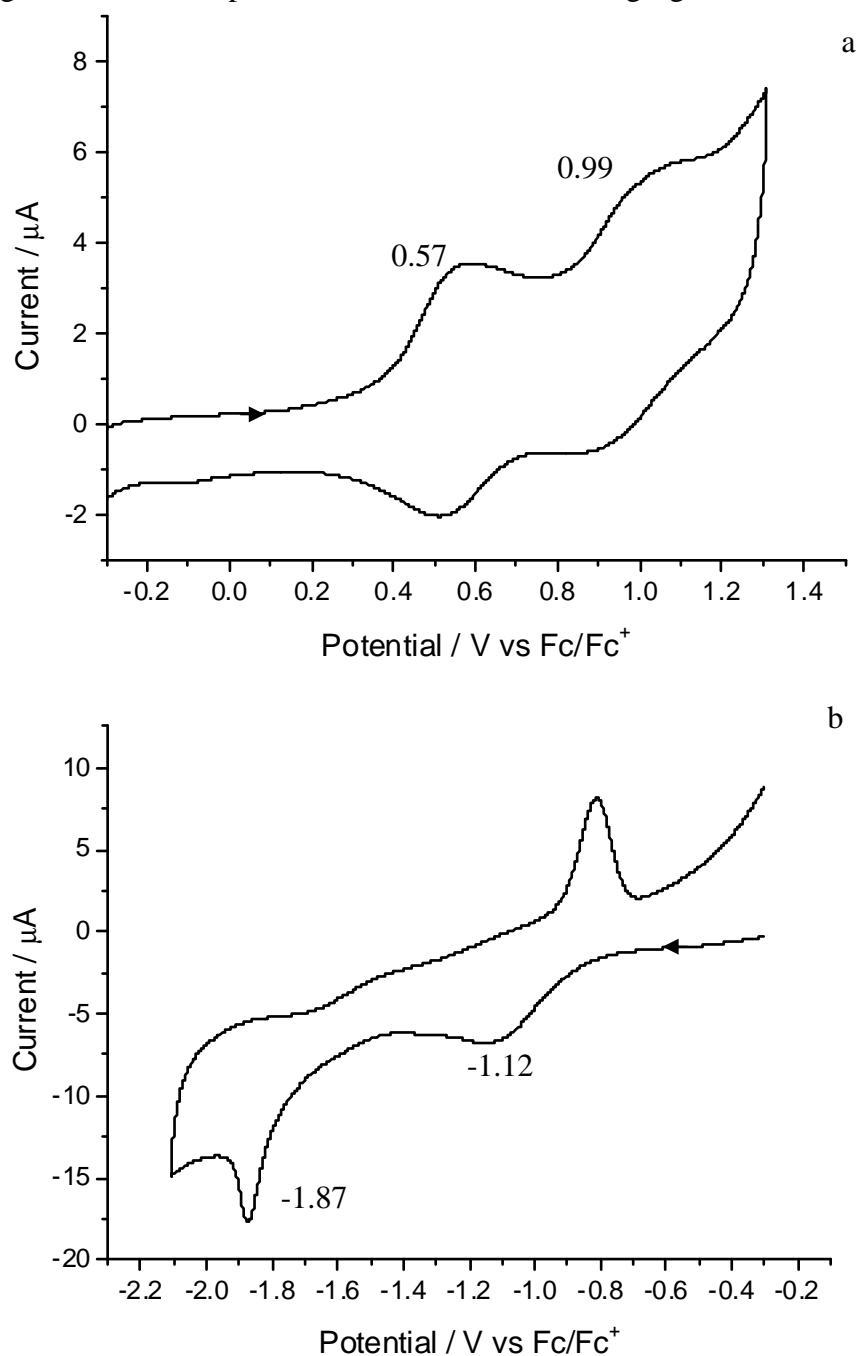 a
8
6
4
2
0
-2
Current / μA
0.57
0.99
-0.2 0.0 0.2 0.4 0.6 0.8 1.0 1.2 1.4
Potential / V vs Fc/Fc⁺
b
10
5
0
-5
-10
-15
-20
Current / μA
-1.12
-1.87
-2.2 -2.0 -1.8 -1.6 -1.4 -1.2 -1.0 -0.8 -0.6 -0.4 -0.2
Potential / V vs Fc/Fc⁺